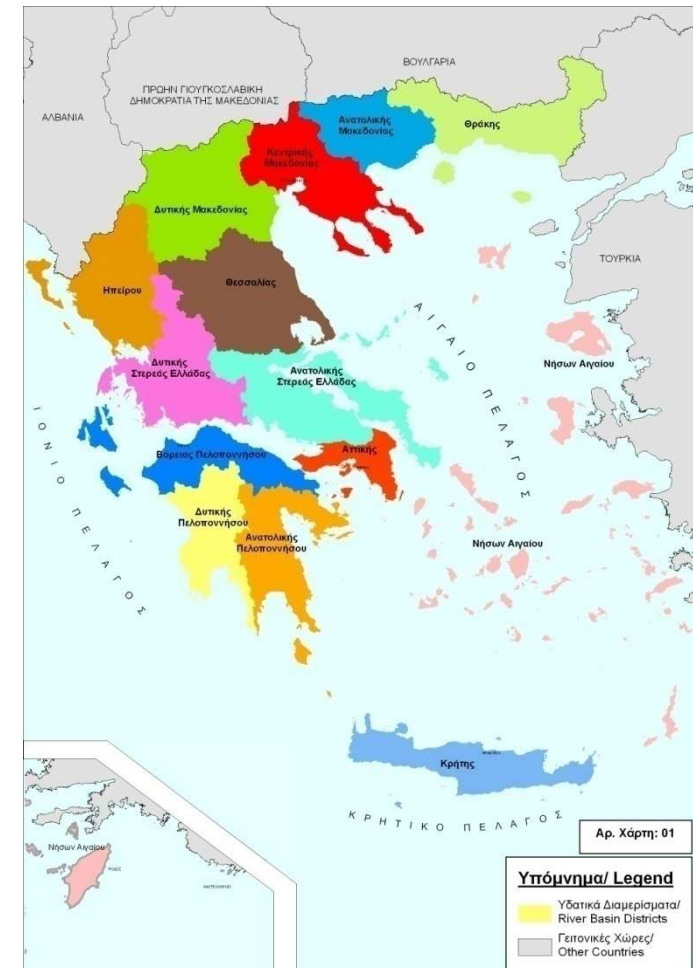 ΒΟΥΛΓΑΡΙΑ
ΠΡΩΗΝ ΓΙΟΥΓΚΟΣΛΑΒΙΚΗ
ΔΗΜΟΚΡΑΤΙΑ ΤΗΣ ΜΑΚΕΔΟΝΙΑΣ
ΑΛΒΑΝΙΑ
Ανατολικής
Μακεδονίας
Θράκης
Κεντρικής
Μακεδονίας
Δυτικής Μακεδονίας
ΤΟΥΡΚΙΑ
Ηπείρου
Θεσσαλίας
ΑΙΓΑΙΟ ΠΕΛΑΓΟΣ
Νήσων Αιγαίου
Δυτικής
Στερεάς Ελλάδας
Ανατολικής
Στερεάς Ελλάδας
ΙΟΝΙΟ ΠΕΛΑΓΟΣ
Βόρειας Πελοποννήσου
Αττικής
Δυτικής
Πελοποννήσου
Ανατολικής
Πελοποννήσου
Νήσων Αιγαίου
Κρήτης
ΚΡΗΤΙΚΟ ΠΕΛΑΓΟΣ
Νήσων Αιγαίου
Αρ. Χάρτη: 01
Υπόμνημα/ Legend
Υδατικά Διαμερίσματα/
River Basin Districts
Γειτονικές Χώρες/
Other Countries